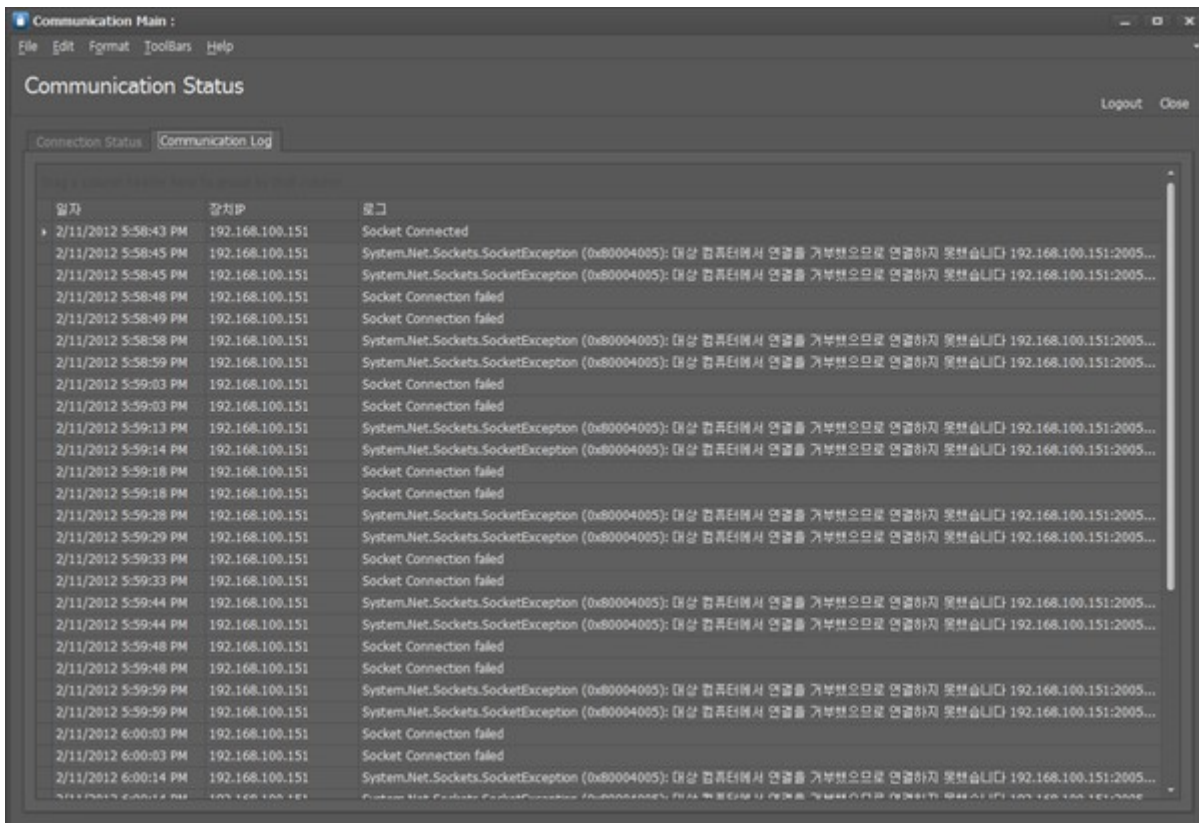 Communication Main :
File Edit Format ToolBars Help
Communication Status
Logout Close
Connection Status Communication Log
일자 장치IP 로그
2/11/2012 5:58:43 PM 192.168.100.151 Socket Connected
2/11/2012 5:58:45 PM 192.168.100.151 System.Net.Sockets.SocketException (0x80004005): 대상 컴퓨터에서 연결을 거부했으므로 연결하지 못했습니다 192.168.100.151:2005...
2/11/2012 5:58:45 PM 192.168.100.151 System.Net.Sockets.SocketException (0x80004005): 대상 컴퓨터에서 연결을 거부했으므로 연결하지 못했습니다 192.168.100.151:2005...
2/11/2012 5:58:48 PM 192.168.100.151 Socket Connection failed
2/11/2012 5:58:49 PM 192.168.100.151 Socket Connection failed
2/11/2012 5:58:58 PM 192.168.100.151 System.Net.Sockets.SocketException (0x80004005): 대상 컴퓨터에서 연결을 거부했으므로 연결하지 못했습니다 192.168.100.151:2005...
2/11/2012 5:58:59 PM 192.168.100.151 System.Net.Sockets.SocketException (0x80004005): 대상 컴퓨터에서 연결을 거부했으므로 연결하지 못했습니다 192.168.100.151:2005...
2/11/2012 5:59:03 PM 192.168.100.151 Socket Connection failed
2/11/2012 5:59:03 PM 192.168.100.151 Socket Connection failed
2/11/2012 5:59:13 PM 192.168.100.151 System.Net.Sockets.SocketException (0x80004005): 대상 컴퓨터에서 연결을 거부했으므로 연결하지 못했습니다 192.168.100.151:2005...
2/11/2012 5:59:14 PM 192.168.100.151 System.Net.Sockets.SocketException (0x80004005): 대상 컴퓨터에서 연결을 거부했으므로 연결하지 못했습니다 192.168.100.151:2005...
2/11/2012 5:59:18 PM 192.168.100.151 Socket Connection failed
2/11/2012 5:59:18 PM 192.168.100.151 Socket Connection failed
2/11/2012 5:59:28 PM 192.168.100.151 System.Net.Sockets.SocketException (0x80004005): 대상 컴퓨터에서 연결을 거부했으므로 연결하지 못했습니다 192.168.100.151:2005...
2/11/2012 5:59:29 PM 192.168.100.151 System.Net.Sockets.SocketException (0x80004005): 대상 컴퓨터에서 연결을 거부했으므로 연결하지 못했습니다 192.168.100.151:2005...
2/11/2012 5:59:33 PM 192.168.100.151 Socket Connection failed
2/11/2012 5:59:33 PM 192.168.100.151 Socket Connection failed
2/11/2012 5:59:44 PM 192.168.100.151 System.Net.Sockets.SocketException (0x80004005): 대상 컴퓨터에서 연결을 거부했으므로 연결하지 못했습니다 192.168.100.151:2005...
2/11/2012 5:59:44 PM 192.168.100.151 System.Net.Sockets.SocketException (0x80004005): 대상 컴퓨터에서 연결을 거부했으므로 연결하지 못했습니다 192.168.100.151:2005...
2/11/2012 5:59:48 PM 192.168.100.151 Socket Connection failed
2/11/2012 5:59:48 PM 192.168.100.151 Socket Connection failed
2/11/2012 5:59:59 PM 192.168.100.151 System.Net.Sockets.SocketException (0x80004005): 대상 컴퓨터에서 연결을 거부했으므로 연결하지 못했습니다 192.168.100.151:2005...
2/11/2012 5:59:59 PM 192.168.100.151 System.Net.Sockets.SocketException (0x80004005): 대상 컴퓨터에서 연결을 거부했으므로 연결하지 못했습니다 192.168.100.151:2005...
2/11/2012 6:00:03 PM 192.168.100.151 Socket Connection failed
2/11/2012 6:00:03 PM 192.168.100.151 Socket Connection failed
2/11/2012 6:00:14 PM 192.168.100.151 System.Net.Sockets.SocketException (0x80004005): 대상 컴퓨터에서 연결을 거부했으므로 연결하지 못했습니다 192.168.100.151:2005...